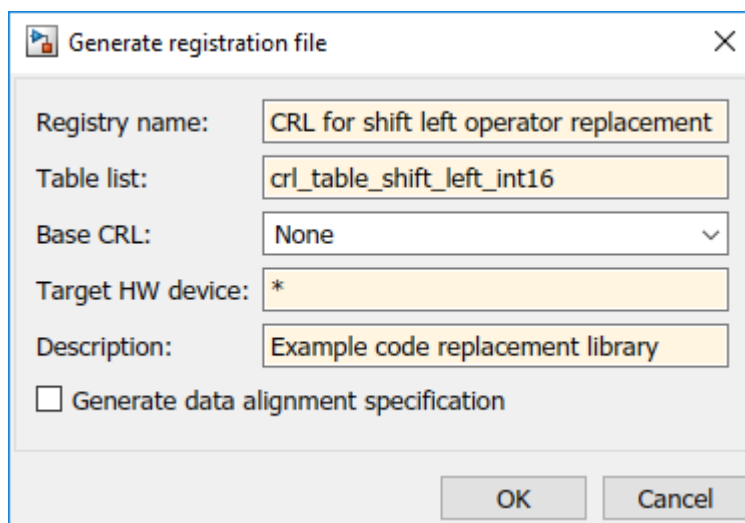 Generate registration file
Registry name: CRL for shift left operator replacement
Table list: crl_table_shift_left_int16
Base CRL: None
Target HW device: *
Description: Example code replacement library
Generate data alignment specification
OK Cancel